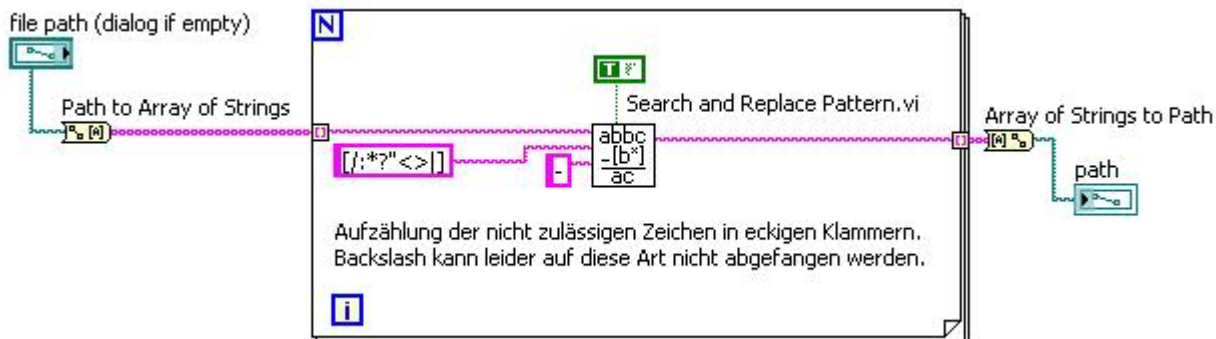 file path (dialog if empty)
N
T
Path to Array of Strings
Search and Replace Pattern.vi
Array of Strings to Path
[A]
abbc
[A]
[/:*?"<>|]
-[b*]
-
ac
path
Aufzählung der nicht zulässigen Zeichen in eckigen Klammern.
Backslash kann leider auf diese Art nicht abgefangen werden.
i